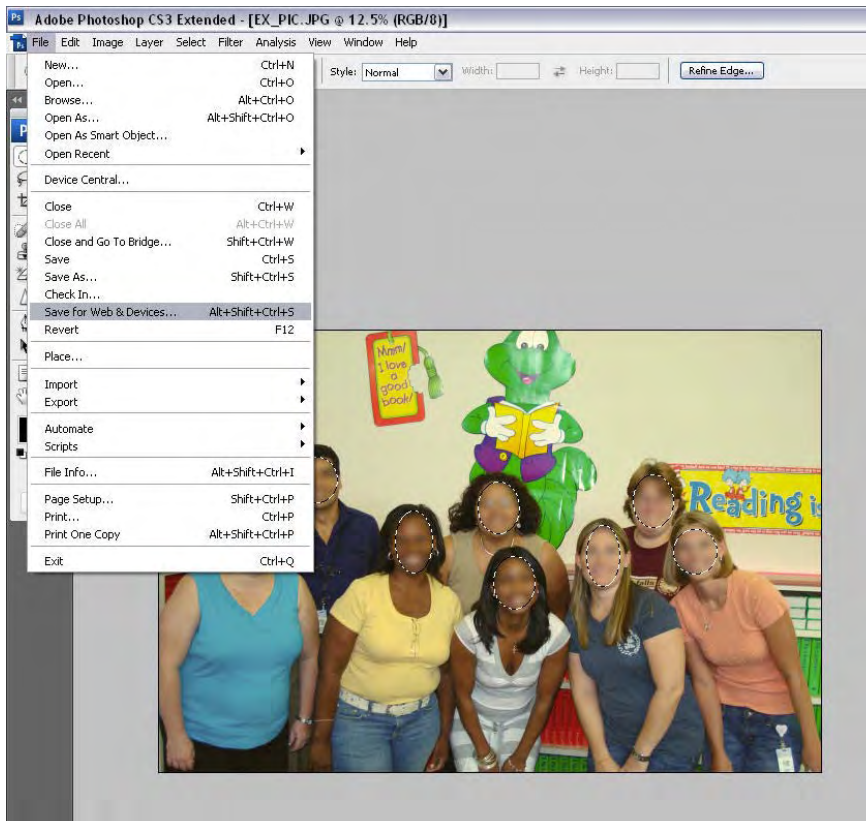 Adobe Photoshop CS3 Extended - [EX_PIC.JPG @ 12.5% (RGB/8)]
File Edit Image Layer Select Filter Analysis View Window Help
Style: Normal Width: Height: Refine Edge...
New... Ctrl+N
Open... Ctrl+O
Browse... Alt+Ctrl+O
Open As... Alt+Shift+Ctrl+O
Open As Smart Object...
Open Recent
Device Central...
Close Ctrl+W
Close All Alt+Ctrl+W
Close and Go To Bridge... Shift+Ctrl+W
Save Ctrl+S
Save As... Shift+Ctrl+S
Check In...
Save for Web & Devices... Alt+Shift+Ctrl+S
Revert F12
Place...
Import
Export
Automate
Scripts
File Info... Alt+Shift+Ctrl+I
Page Setup... Shift+Ctrl+P
Print... Ctrl+P
Print One Copy Alt+Shift+Ctrl+P
Exit Ctrl+Q
Mmm!
I love
a
good
book!
Reading is